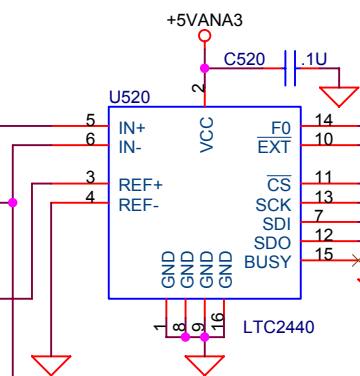 +5VANA3
C520 .1U
U520
2
VCC
5 IN+ F0 14
6 IN- EXT 10
3 REF+ CS 11
4 REF- SCK 13
SDI 7
SDO 12
BUSY 15
GND GND GND GND
1 8 9 16
LTC2440